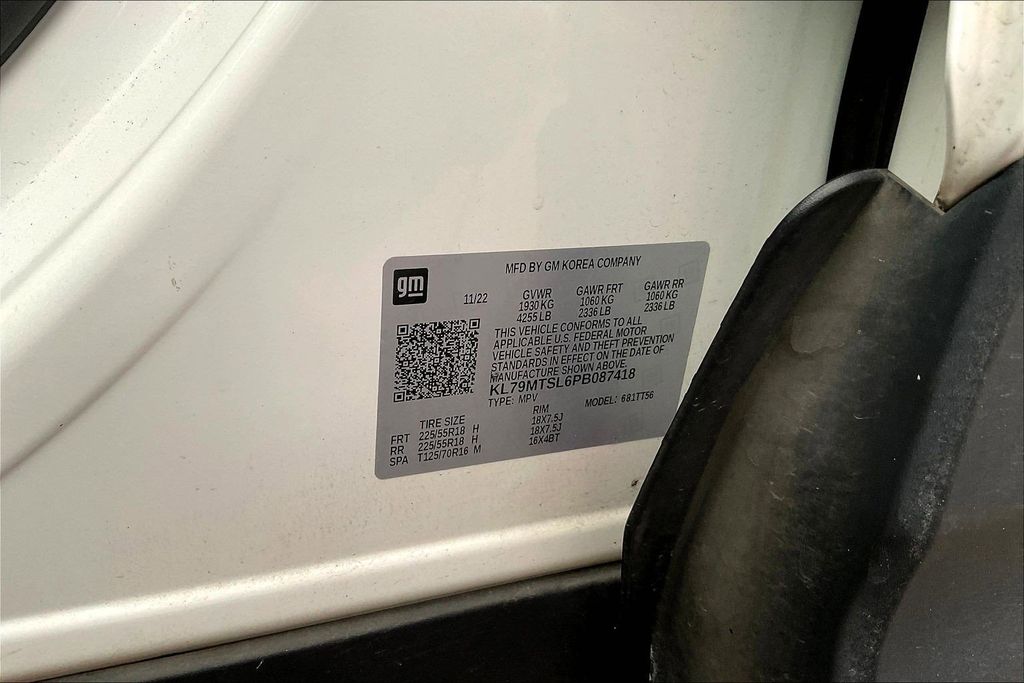 MFD BY GM KOREA COMPANY
gm
11/22
GVWR GAWR FRT GAWR RR
1930 KG 1060 KG 1060 KG
4255 LB 2336 LB 2336 LB
THIS VEHICLE CONFORMS TO ALL
APPLICABLE U.S. FEDERAL MOTOR
VEHICLE SAFETY AND THEFT PREVENTION
STANDARDS IN EFFECT ON THE DATE OF
MANUFACTURE SHOWN ABOVE.
KL79MTSL6PB087418
TYPE: MPV MODEL: 681TT56
TIRE SIZE RIM
FRT 225/55R18 H 18X7.5J
RR 225/55R18 H 18X7.5J
SPA T125/70R16 M 16X4BT